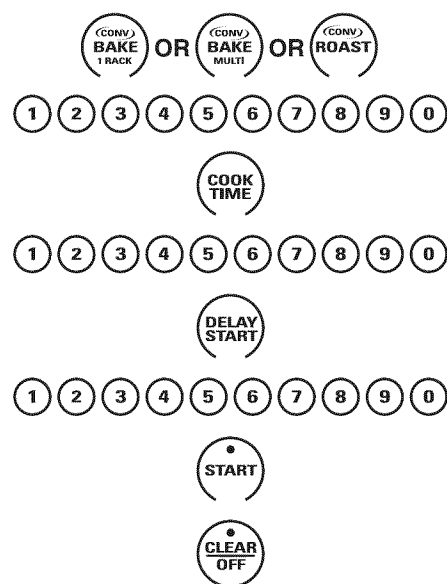 CONV BAKE 1 RACK OR CONV BAKE MULTI OR CONV ROAST
1 2 3 4 5 6 7 8 9 0
COOK TIME
1 2 3 4 5 6 7 8 9 0
DELAY START
1 2 3 4 5 6 7 8 9 0
START
CLEAR OFF